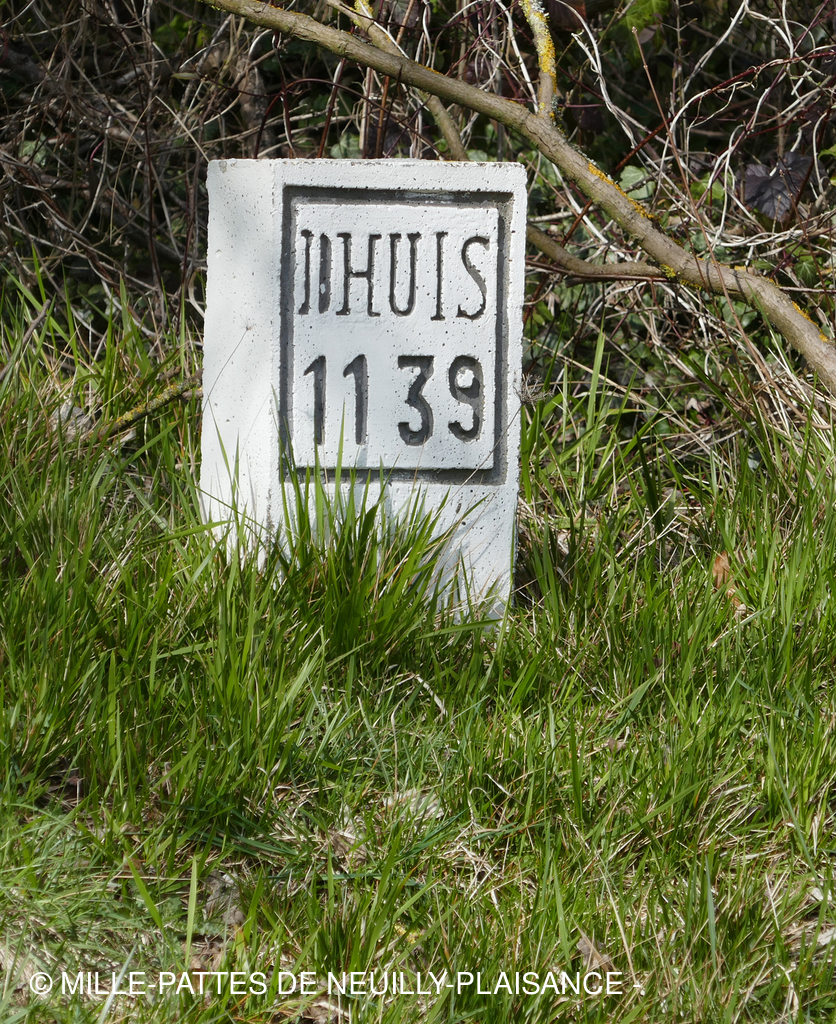 DHUIS
1139
© MILLE-PATTES DE NEUILLY-PLAISANCE -